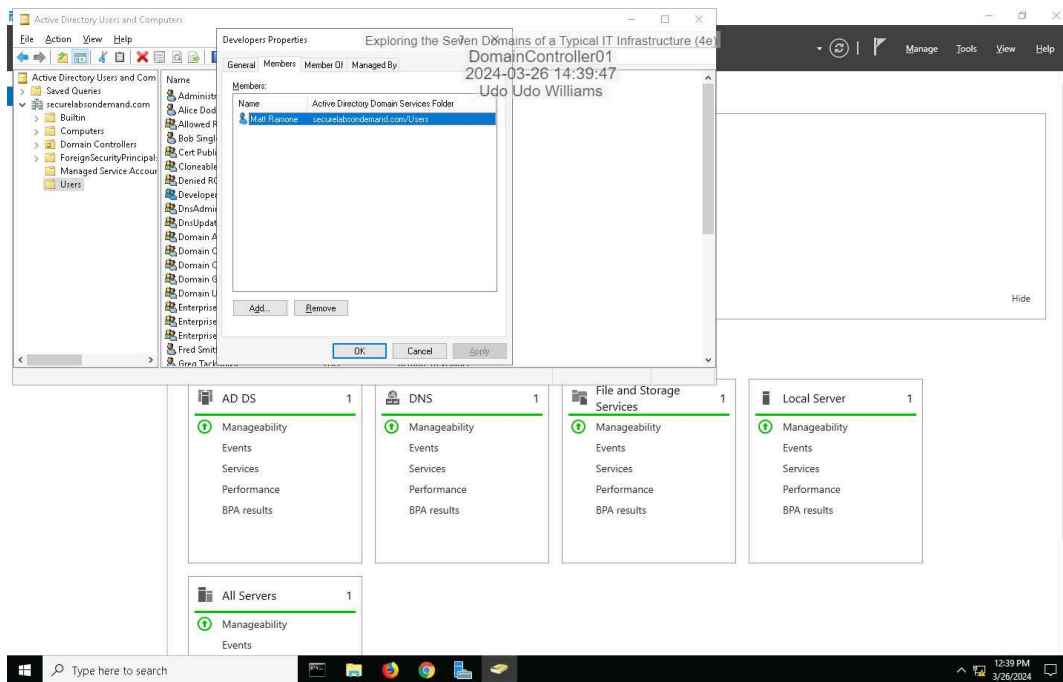 Active Directory Users and Computers
File Action View Help
Active Directory Users and Com
Saved Queries
securelabsondemand.com
Builtin
Computers
Domain Controllers
ForeignSecurityPrincipal:
Managed Service Accour
Users
Name
Administr
Alice Dod
Allowed R
Bob Singl
Cert Publi
Cloneable
Denied RO
Developer
DnsAdmir
DnsUpdat
Domain A
Domain C
Domain C
Domain G
Domain U
Enterprise
Enterprise
Enterprise
Fred Smit
Greg Tack
Developers Properties
General Members Member Of Managed By
Members:
Name Active Directory Domain Services Folder
Matt Ramone securelabsondemand.com/Users
Add... Remove
OK Cancel Apply
Exploring the Seven Domains of a Typical IT Infrastructure (4e)
DomainController01
2024-03-26 14:39:47
Udo Udo Williams
Manage Tools View Help
Hide
AD DS 1
Manageability
Events
Services
Performance
BPA results
DNS 1
Manageability
Events
Services
Performance
BPA results
File and Storage
Services 1
Manageability
Events
Services
Performance
BPA results
Local Server 1
Manageability
Events
Services
Performance
BPA results
All Servers 1
Manageability
Events
Type here to search
12:39 PM
3/26/2024